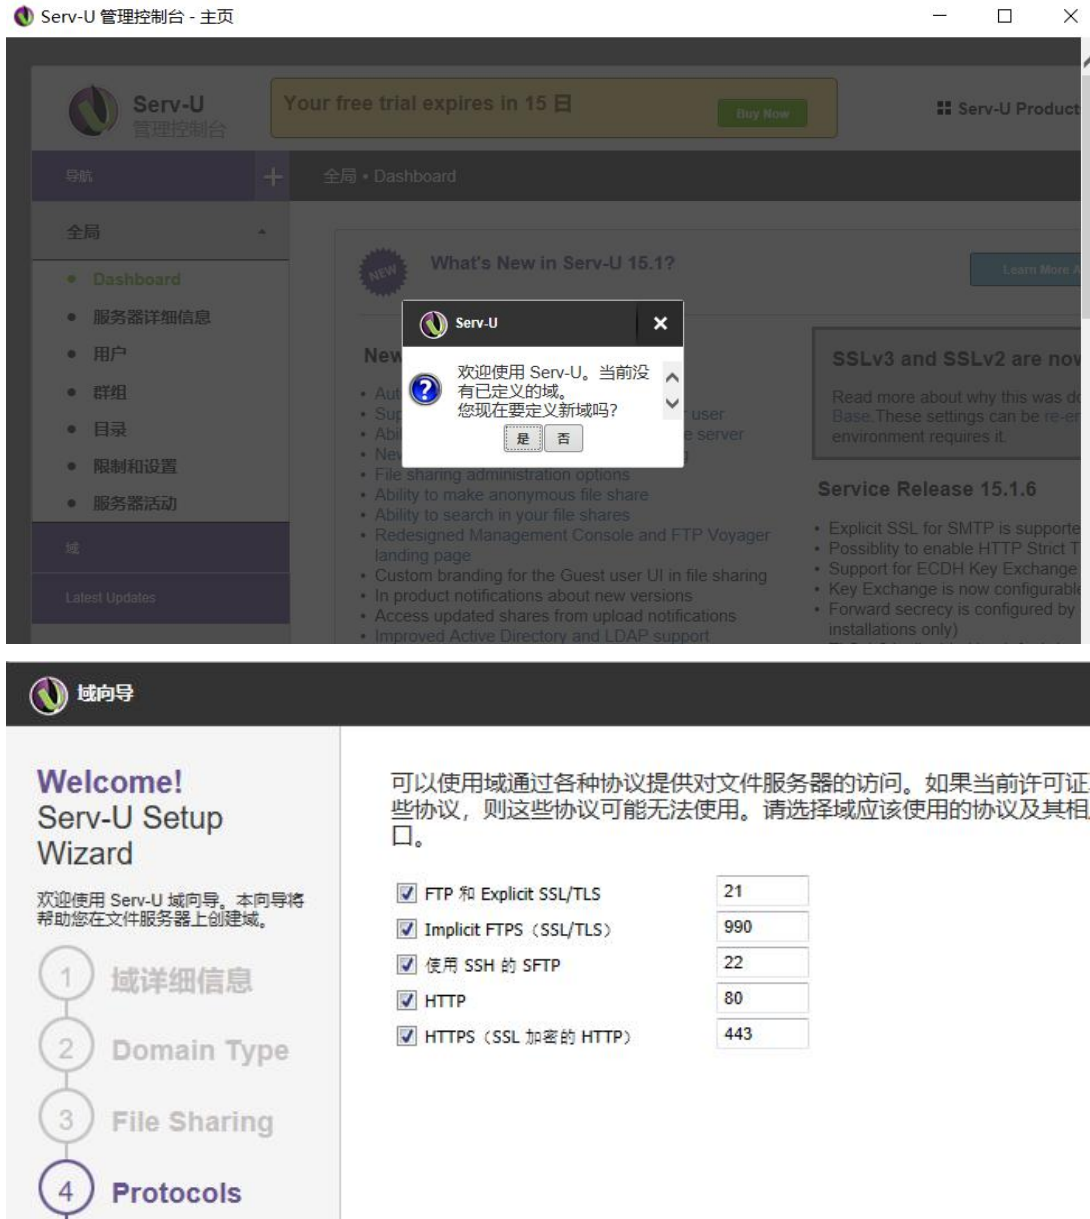 Serv-U 管理控制台 - 主页
Serv-U
管理控制台
Your free trial expires in 15 日
Buy Now
Serv-U Product
导航
全局 • Dashboard
全局
• Dashboard
• 服务器详细信息
• 用户
• 群组
• 目录
• 限制和设置
• 服务器活动
域
Latest Updates
NEW
What's New in Serv-U 15.1?
Learn More A
Serv-U
欢迎使用 Serv-U。当前没
有已定义的域。
您现在要定义新域吗?
是
否
New
• Aut
• Sup
user
• Abi
e server
• Nev
g
• File sharing administration options
• Ability to make anonymous file share
• Ability to search in your file shares
• Redesigned Management Console and FTP Voyager
landing page
• Custom branding for the Guest user UI in file sharing
• In product notifications about new versions
• Access updated shares from upload notifications
• Improved Active Directory and LDAP support
SSLv3 and SSLv2 are nov
Read more about why this was do
Base.These settings can be re-en
environment requires it.
Service Release 15.1.6
• Explicit SSL for SMTP is supporte
• Possiblity to enable HTTP Strict T
• Support for ECDH Key Exchange
• Key Exchange is now configurable
• Forward secrecy is configured by
installations only)
域向导
Welcome!
Serv-U Setup
Wizard
欢迎使用 Serv-U 域向导。本向导将
帮助您在文件服务器上创建域。
1 域详细信息
2 Domain Type
3 File Sharing
4 Protocols
可以使用域通过各种协议提供对文件服务器的访问。如果当前许可证
些协议，则这些协议可能无法使用。请选择域应该使用的协议及其相
口。
FTP 和 Explicit SSL/TLS 21
Implicit FTPS（SSL/TLS） 990
使用 SSH 的 SFTP 22
HTTP 80
HTTPS（SSL 加密的 HTTP） 443